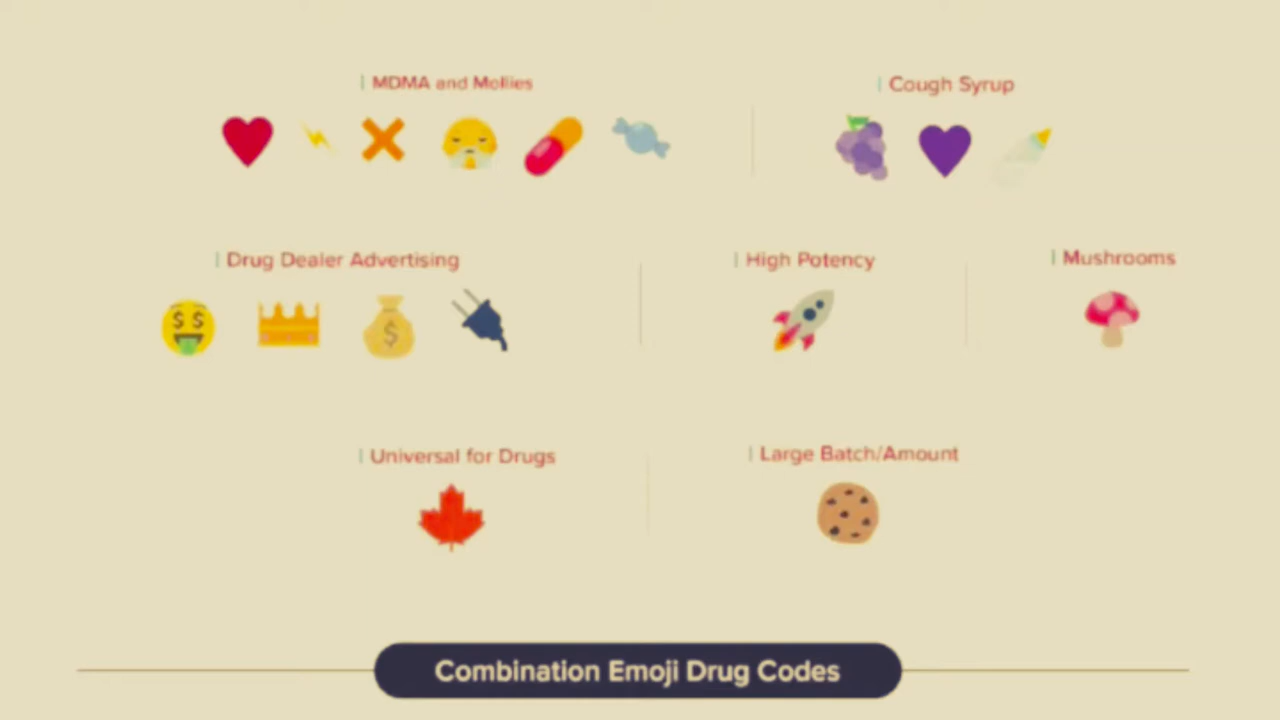 MDMA and Mollies
Cough Syrup
Drug Dealer Advertising
High Potency
Mushrooms
Universal for Drugs
Large Batch/Amount
Combination Emoji Drug Codes